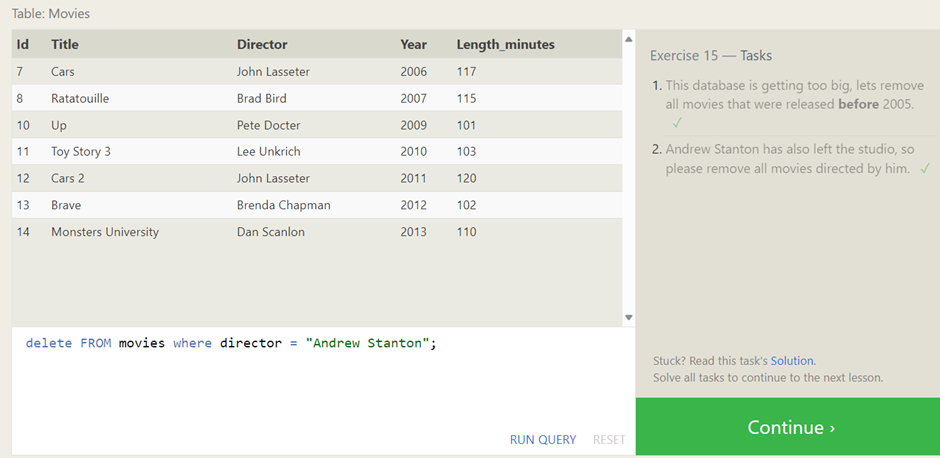 Table: Movies
Id Title Director Year Length_minutes
7 Cars John Lasseter 2006 117
8 Ratatouille Brad Bird 2007 115
10 Up Pete Docter 2009 101
11 Toy Story 3 Lee Unkrich 2010 103
12 Cars 2 John Lasseter 2011 120
13 Brave Brenda Chapman 2012 102
14 Monsters University Dan Scanlon 2013 110
delete FROM movies where director = "Andrew Stanton";
RUN QUERY RESET
Exercise 15 — Tasks
1. This database is getting too big, lets remove
all movies that were released before 2005.
✓
2. Andrew Stanton has also left the studio, so
please remove all movies directed by him. ✓
Stuck? Read this task's Solution.
Solve all tasks to continue to the next lesson.
Continue ›